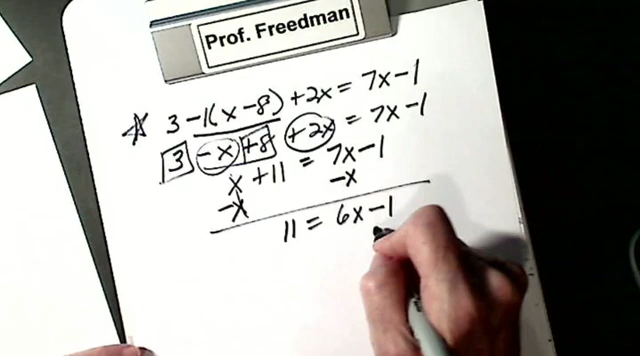 Prof. Freedman
3 -1(x -8) +2x = 7x -1
3 -x +8 +2x = 7x -1
x +11 = 7x -1
-x -x
11 = 6x -1